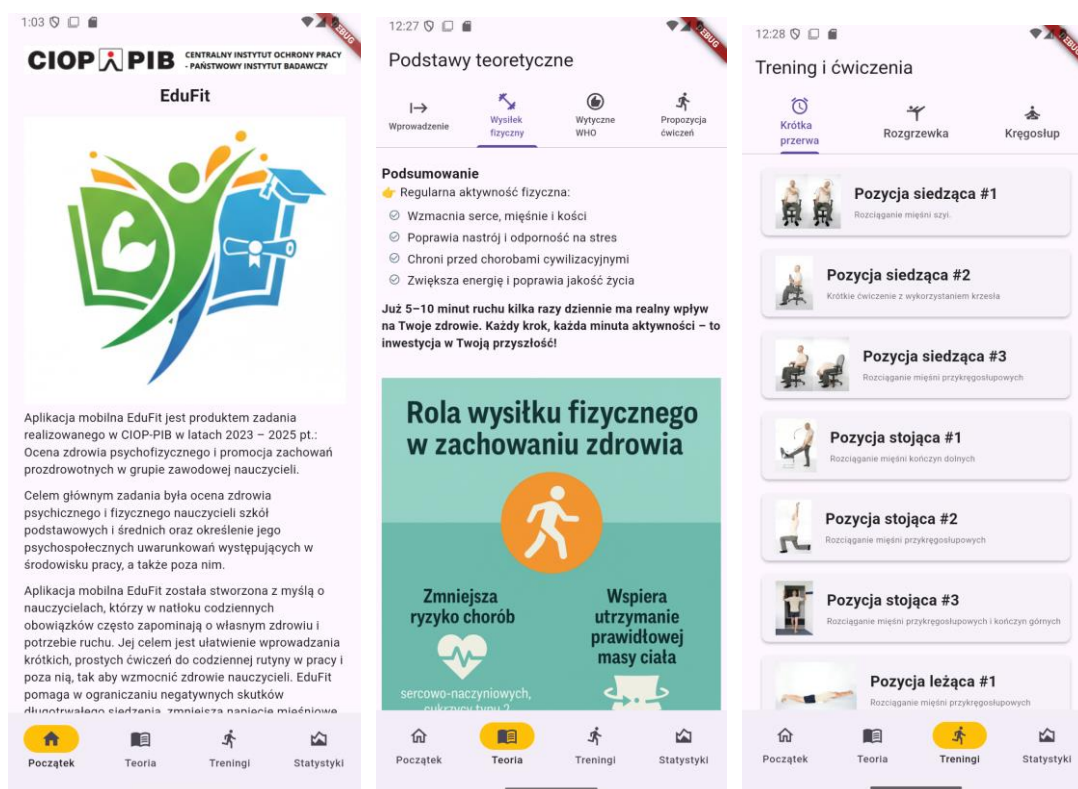 1:03
DEBUG
CIOP PIB
CENTRALNY INSTYTUT OCHRONY PRACY
- PAŃSTWOWY INSTYTUT BADAWCZY
EduFit
Aplikacja mobilna EduFit jest produktem zadania
realizowanego w CIOP-PIB w latach 2023 – 2025 pt.:
Ocena zdrowia psychofizycznego i promocja zachowań
prozdrowotnych w grupie zawodowej nauczycieli.
Celem głównym zadania była ocena zdrowia
psychicznego i fizycznego nauczycieli szkół
podstawowych i średnich oraz określenie jego
psychospołecznych uwarunkowań występujących w
środowisku pracy, a także poza nim.
Aplikacja mobilna EduFit została stworzona z myślą o
nauczycielach, którzy w natłoku codziennych
obowiązków często zapominają o własnym zdrowiu i
potrzebie ruchu. Jej celem jest ułatwienie wprowadzania
krótkich, prostych ćwiczeń do codziennej rutyny w pracy i
poza nią, tak aby wzmocnić zdrowie nauczycieli. EduFit
pomaga w ograniczaniu negatywnych skutków
długotrwałego siedzenia, zmniejsza napięcie mięśniowe
Początek
Teoria
Treningi
Statystyki
12:27
DEBUG
Podstawy teoretyczne
Wprowadzenie
Wysiłek
fizyczny
Wytyczne
WHO
Propozycja
ćwiczeń
Podsumowanie
👉 Regularna aktywność fizyczna:
Wzmacnia serce, mięśnie i kości
Poprawia nastrój i odporność na stres
Chroni przed chorobami cywilizacyjnymi
Zwiększa energię i poprawia jakość życia
Już 5–10 minut ruchu kilka razy dziennie ma realny wpływ
na Twoje zdrowie. Każdy krok, każda minuta aktywności – to
inwestycja w Twoją przyszłość!
Rola wysiłku fizycznego
w zachowaniu zdrowia
Zmniejsza
ryzyko chorób
sercowo-naczyniowych,
cukrzycy typu 2
Wspiera
utrzymanie
prawidłowej
masy ciała
Początek
Teoria
Treningi
Statystyki
12:28
DEBUG
Trening i ćwiczenia
Krótka
przerwa
Rozgrzewka
Kręgosłup
Pozycja siedząca #1
Rozciąganie mięśni szyi.
Pozycja siedząca #2
Krótkie ćwiczenie z wykorzystaniem krzesła
Pozycja siedząca #3
Rozciąganie mięśni przykręgosłupowych
Pozycja stojąca #1
Rozciąganie mięśni kończyn dolnych
Pozycja stojąca #2
Rozciąganie mięśni przykręgosłupowych
Pozycja stojąca #3
Rozciąganie mięśni przykręgosłupowych i kończyn górnych
Pozycja leżąca #1
Rozciąganie mięśni przykręgosłupowych
Początek
Teoria
Treningi
Statystyki